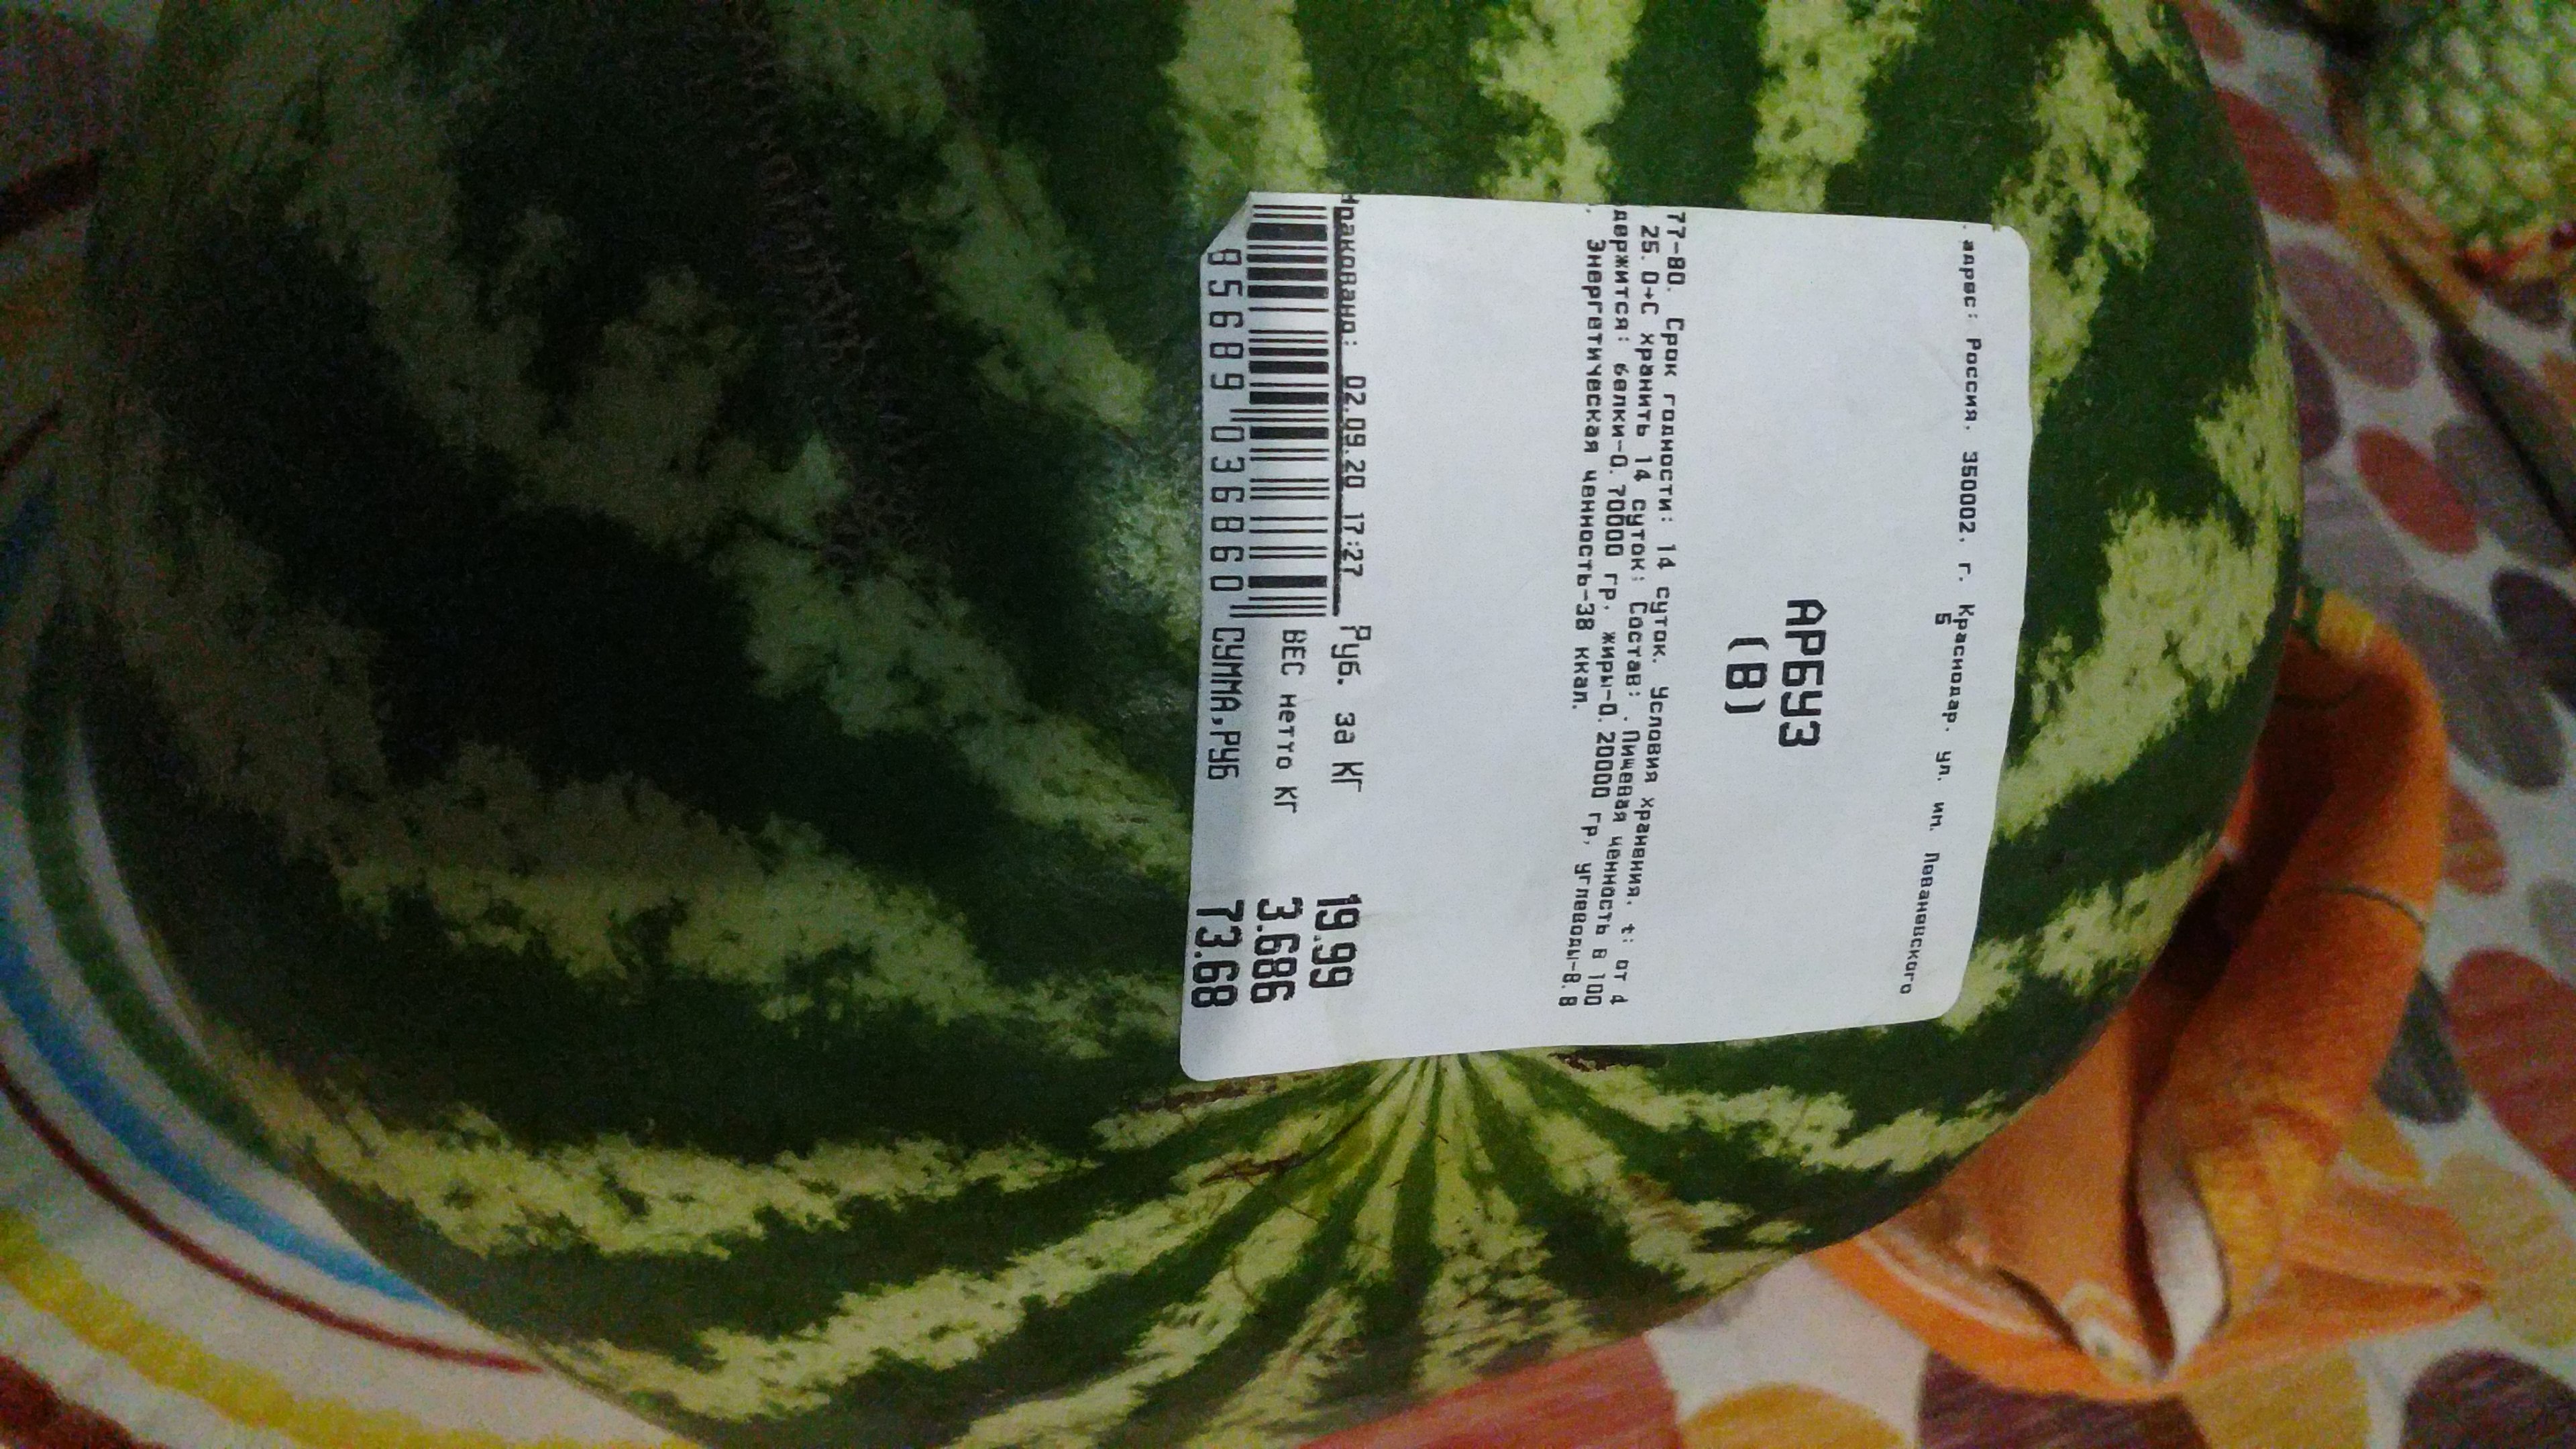 адрес: Россия. 350002. г. Краснодар. ул. им. Леваневского
5
АРБУЗ
(В)
77-80. Срок годности: 14 суток. Условия хранения. t: от 4
25. 0+С хранить 14 суток: Состав: . Пищевая ценность в 100
держится: белки-0. 70000 гр. жиры-0. 20000 гр, углеводы-8. 8
Энергетическая ценность-38 ккал.
паковано: 02.09.20 17:27 Руб. за КГ 19.99
ВЕС нетто КГ 3.686
85689036860 СУММА,РУБ 73.68